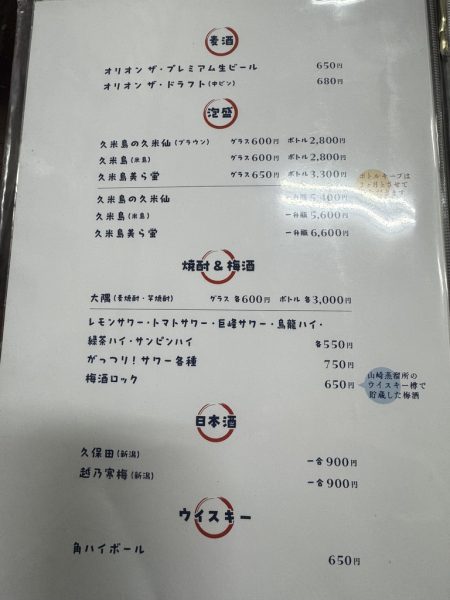 麦酒
オリオン ザ・プレミアム生ビール 650円
オリオン ザ・ドラフト(中ビン) 680円
泡盛
久米島の久米仙(ブラウン) グラス600円 ボトル2,800円
久米島(米島) グラス600円 ボトル2,800円
久米島美ら蛍 グラス650円 ボトル3,300円
ボトルキープは
久米島の久米仙 一升瓶 5,400円
久米島(米島) 一升瓶 5,600円
久米島美ら蛍 一升瓶 6,600円
焼酎&梅酒
大隅(麦焼酎・芋焼酎) グラス 各600円 ボトル 各3,000円
レモンサワー・トマトサワー・巨峰サワー・烏龍ハイ・
緑茶ハイ・サンピンハイ 各550円
がっつり!サワー各種 750円
梅酒ロック 650円
山崎蒸溜所の
ウイスキー樽で
貯蔵した梅酒
日本酒
久保田(新潟) 一合900円
越乃寒梅(新潟) 一合900円
ウイスキー
角ハイボール 650円